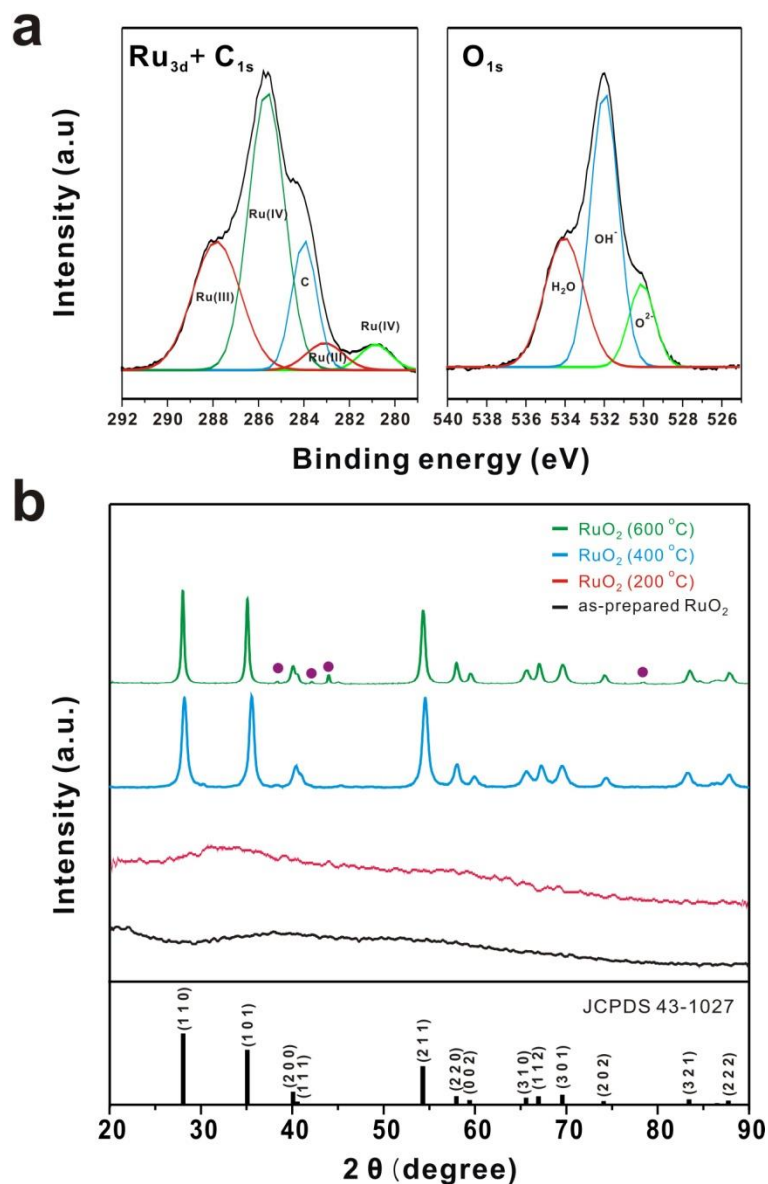 a
Ru3d+ C1s
O1s
Intensity (a.u)
Ru(III)
Ru(IV)
C
Ru(III)
Ru(IV)
H2O
OH-
O2-
292 290 288 286 284 282 280
540 538 536 534 532 530 528 526
Binding energy (eV)
b
RuO2 (600 °C)
RuO2 (400 °C)
RuO2 (200 °C)
as-prepared RuO2
Intensity (a.u.)
JCPDS 43-1027
(1 1 0)
(1 0 1)
(2 0 0)
(1 1 1)
(2 1 1)
(2 2 0)
(0 0 2)
(3 1 0)
(1 1 2)
(3 0 1)
(2 0 2)
(3 2 1)
(2 2 2)
20 30 40 50 60 70 80 90
2 θ (degree)